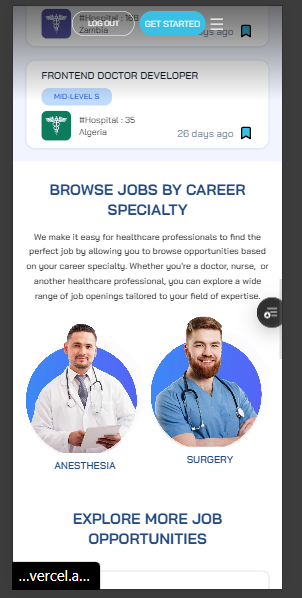 #Hospital : 168
Zambia
LOG OUT
GET STARTED
ys ago
FRONTEND DOCTOR DEVELOPER
MID-LEVEL S
#Hospital : 35
Algeria
26 days ago
BROWSE JOBS BY CAREER
SPECIALTY
We make it easy for healthcare professionals to find the
perfect job by allowing you to browse opportunities based
on your career specialty. Whether you're a doctor, nurse, or
another healthcare professional, you can explore a wide
range of job openings tailored to your field of expertise.
ANESTHESIA
SURGERY
EXPLORE MORE JOB
OPPORTUNITIES
...vercel.a...